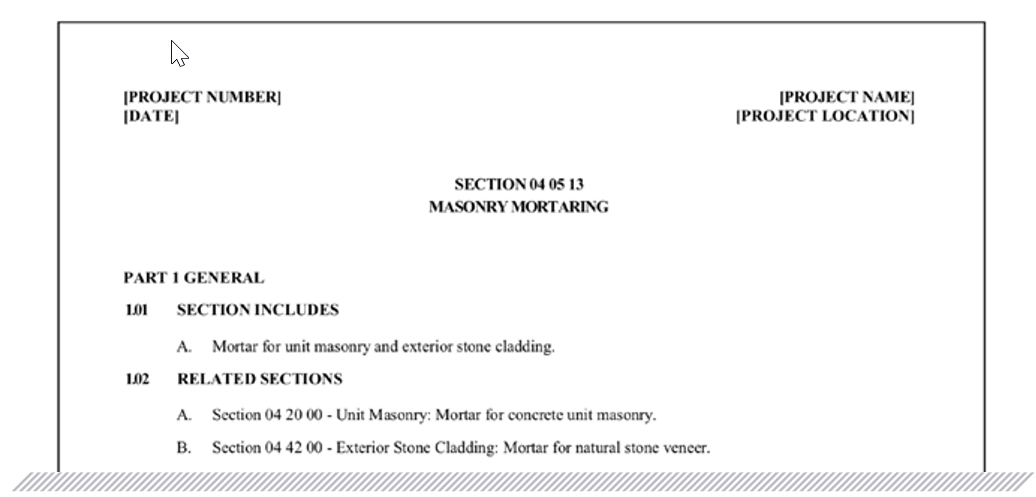 [PROJECT NUMBER] [PROJECT NAME]
[DATE] [PROJECT LOCATION]
SECTION 04 05 13
MASONRY MORTARING
PART 1 GENERAL
1.01 SECTION INCLUDES
A. Mortar for unit masonry and exterior stone cladding.
1.02 RELATED SECTIONS
A. Section 04 20 00 - Unit Masonry: Mortar for concrete unit masonry.
B. Section 04 42 00 - Exterior Stone Cladding: Mortar for natural stone veneer.